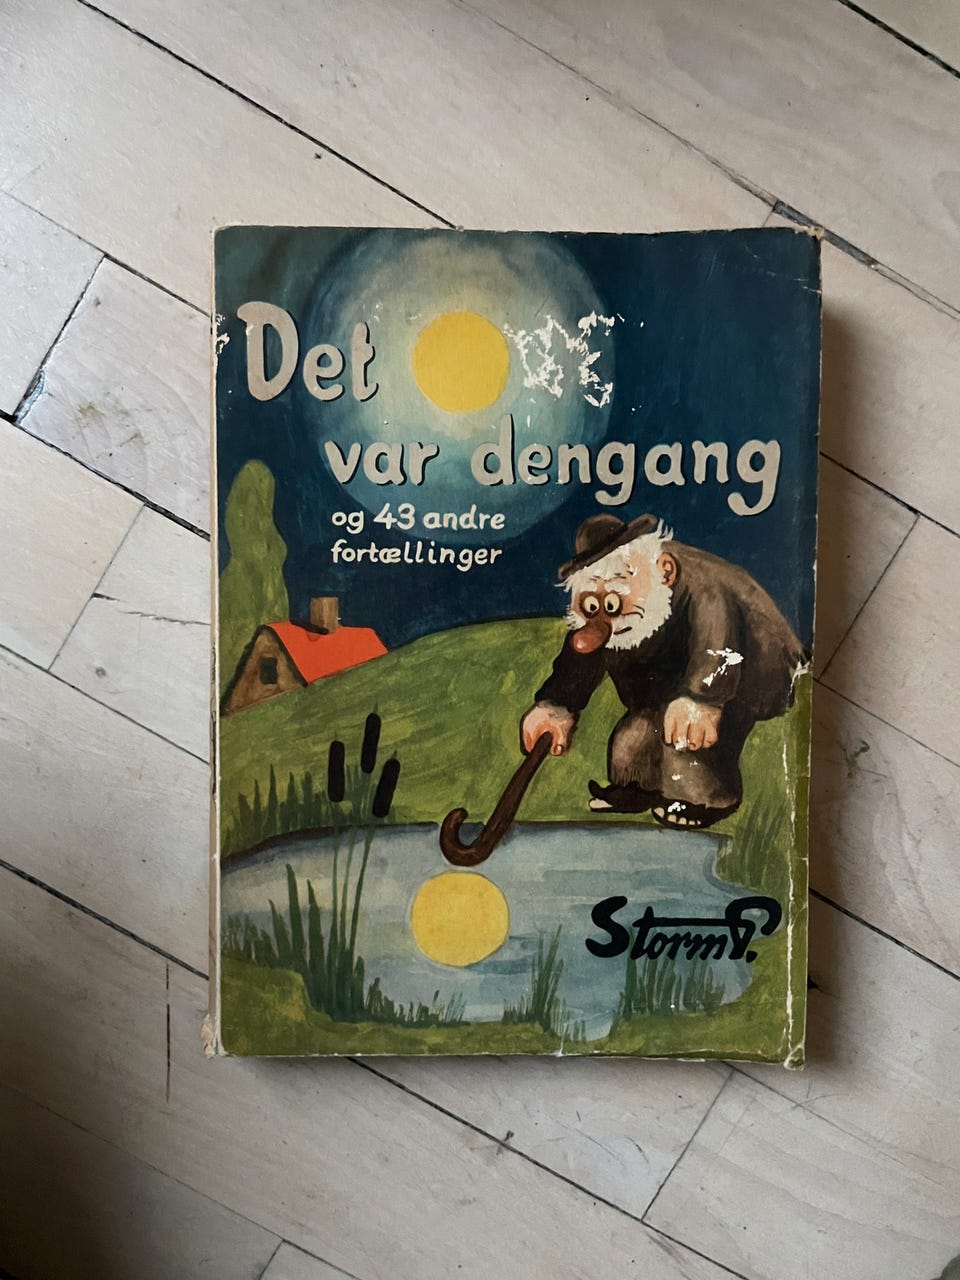 Det
var dengang
og 43 andre
fortællinger
Storm P.